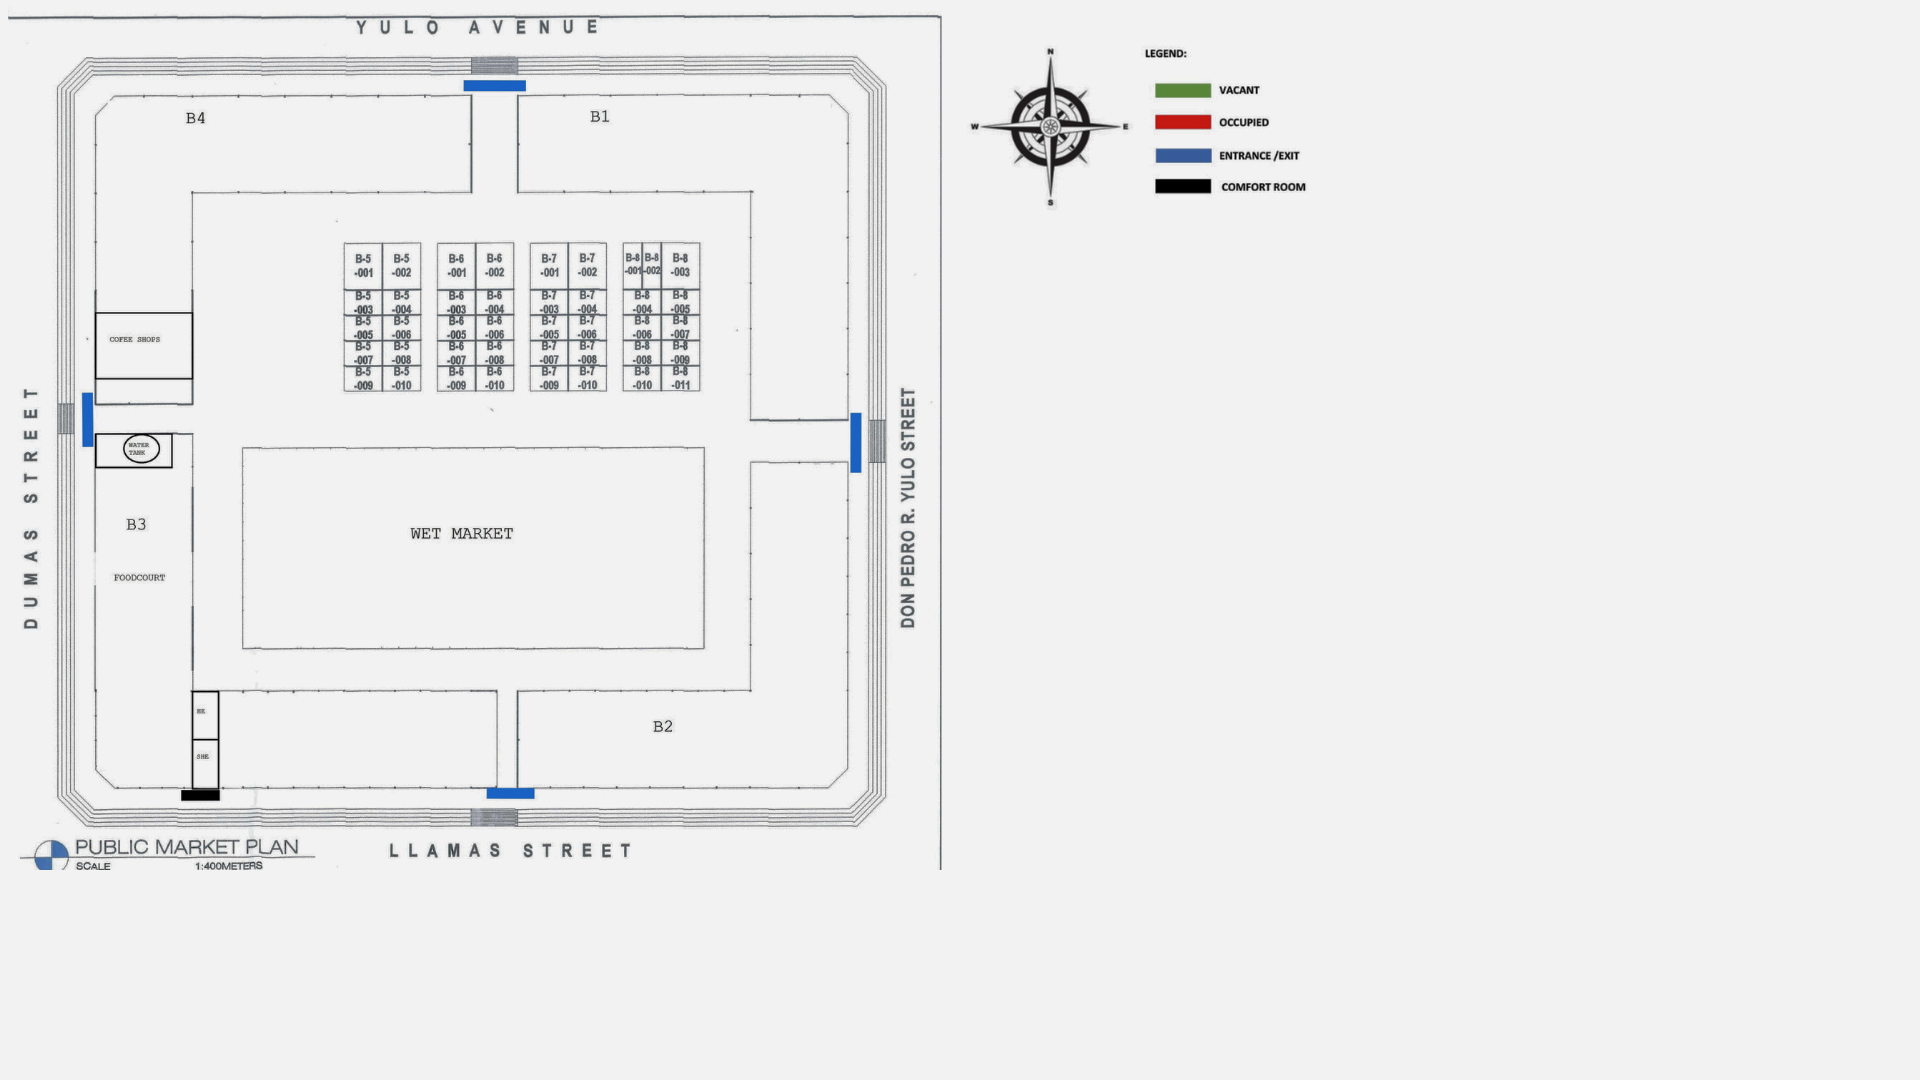 YULO AVENUE
N
W E
S
LEGEND:
VACANT
OCCUPIED
ENTRANCE /EXIT
COMFORT ROOM
B4
B1
B-5 -001
B-5 -002
B-6 -001
B-6 -002
B-7 -001
B-7 -002
B-8 -001
B-8 -002
B-8 -003
B-5 -003
B-5 -004
B-6 -003
B-6 -004
B-7 -003
B-7 -004
B-8 -004
B-8 -005
B-5 -005
B-5 -006
B-6 -005
B-6 -006
B-7 -005
B-7 -006
B-8 -006
B-8 -007
B-5 -007
B-5 -008
B-6 -007
B-6 -008
B-7 -007
B-7 -008
B-8 -008
B-8 -009
B-5 -009
B-5 -010
B-6 -009
B-6 -010
B-7 -009
B-7 -010
B-8 -010
B-8 -011
COFEE SHOPS
DUMAS STREET
DON PEDRO R. YULO STREET
WATER
TANK
B3
WET MARKET
FOODCOURT
HE
SHE
B2
PUBLIC MARKET PLAN
SCALE 1:400METERS
LLAMAS STREET